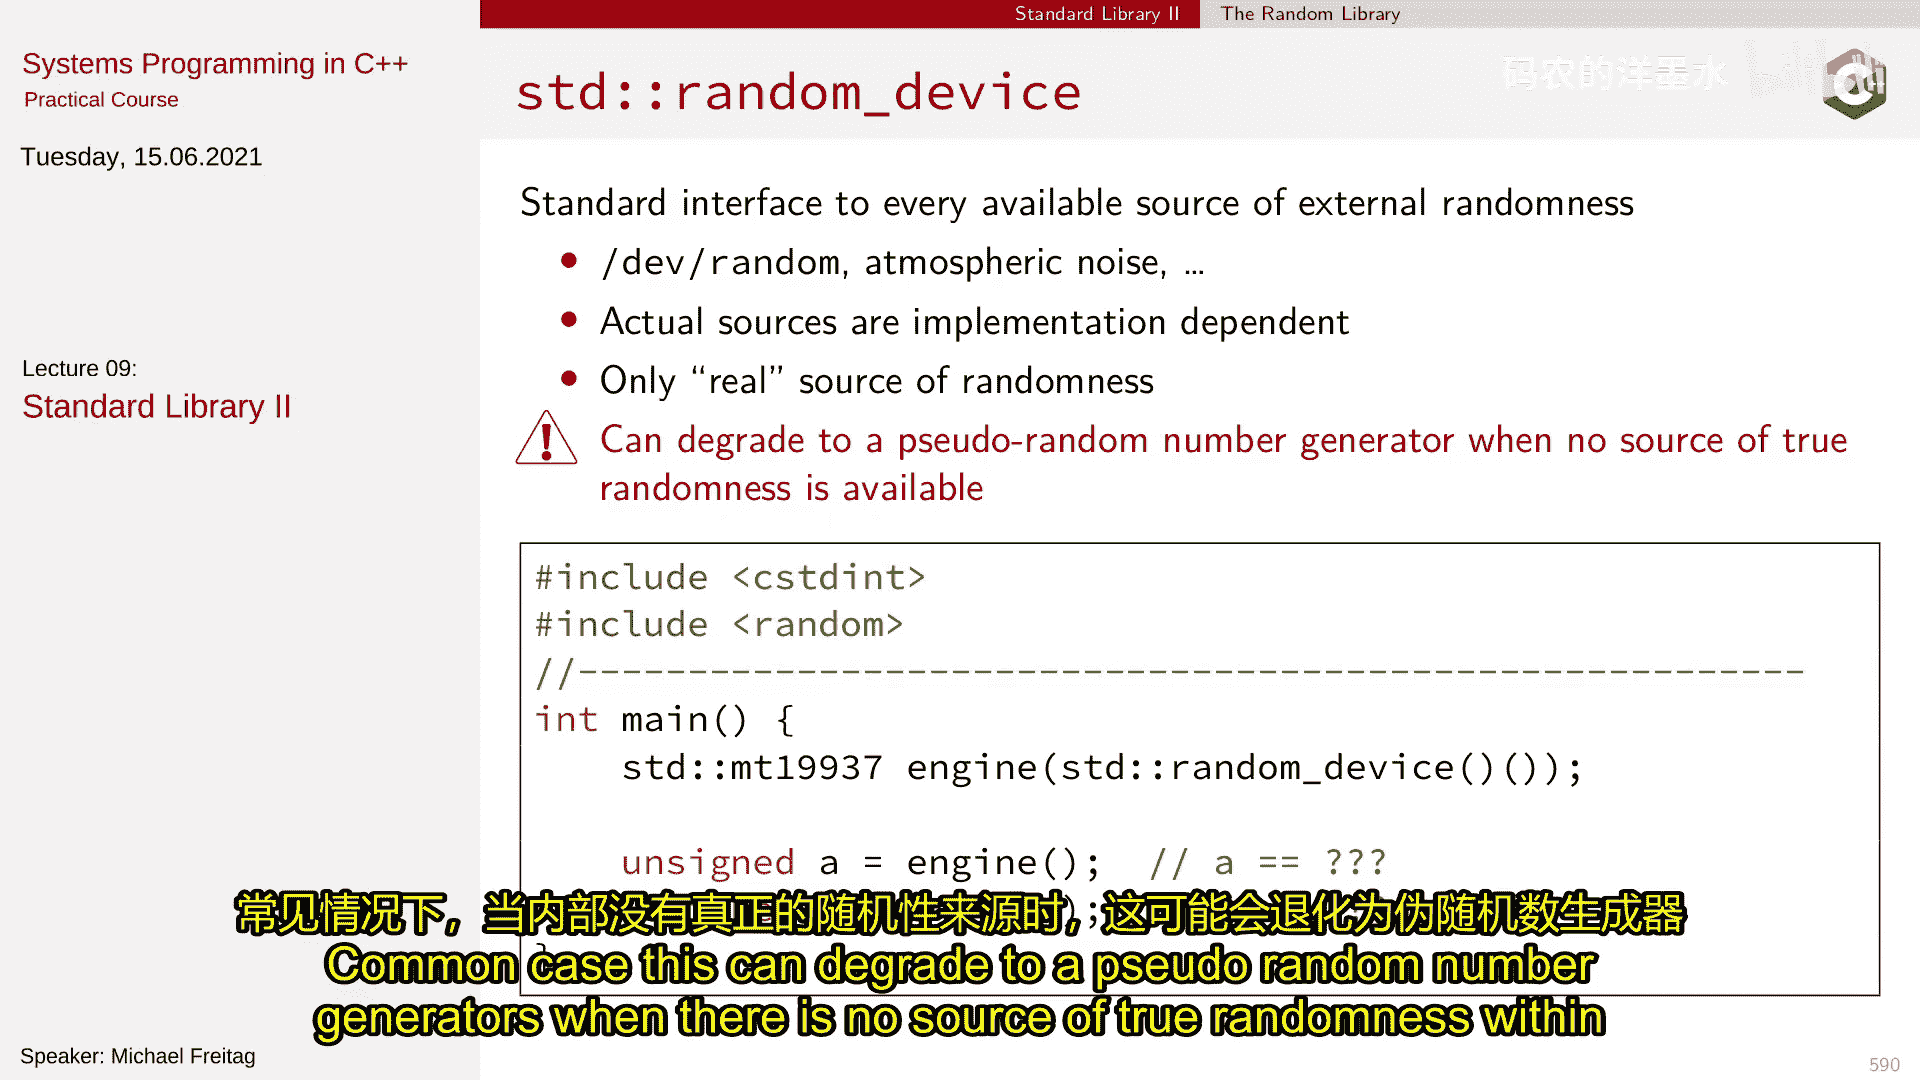 Standard Library II
The Random Library
Systems Programming in C++
Practical Course
Tuesday, 15.06.2021
Lecture 09:
Standard Library II
std::random_device
码农的洋墨水
Standard interface to every available source of external randomness
• /dev/random, atmospheric noise, …
• Actual sources are implementation dependent
• Only “real” source of randomness
Can degrade to a pseudo-random number generator when no source of true
randomness is available
#include <cstdint>
#include <random>
//---------------------------------------------------------
int main() {
    std::mt19937 engine(std::random_device()());
    unsigned a = engine();  // a == ???
}
常见情况下，当内部没有真正的随机性来源时，这可能会退化为伪随机数生成器
Common case this can degrade to a pseudo random number
generators when there is no source of true randomness within
Speaker: Michael Freitag
590